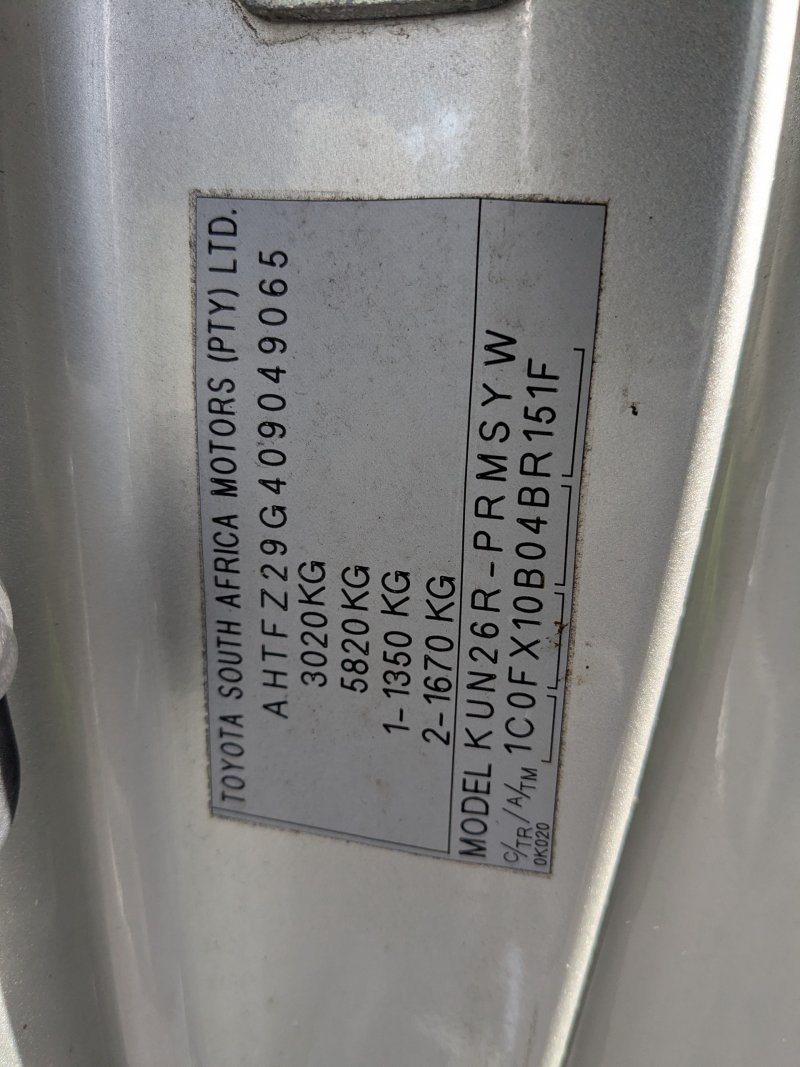 TOYOTA SOUTH AFRICA MOTORS (PTY) LTD.
AHTFZ29G409049065
3020KG
5820KG
1-1350 KG
2-1670 KG
MODEL KUN26R-PRMSYW
C/TR/A/TM 1C0FX10B04BR151F
0K020